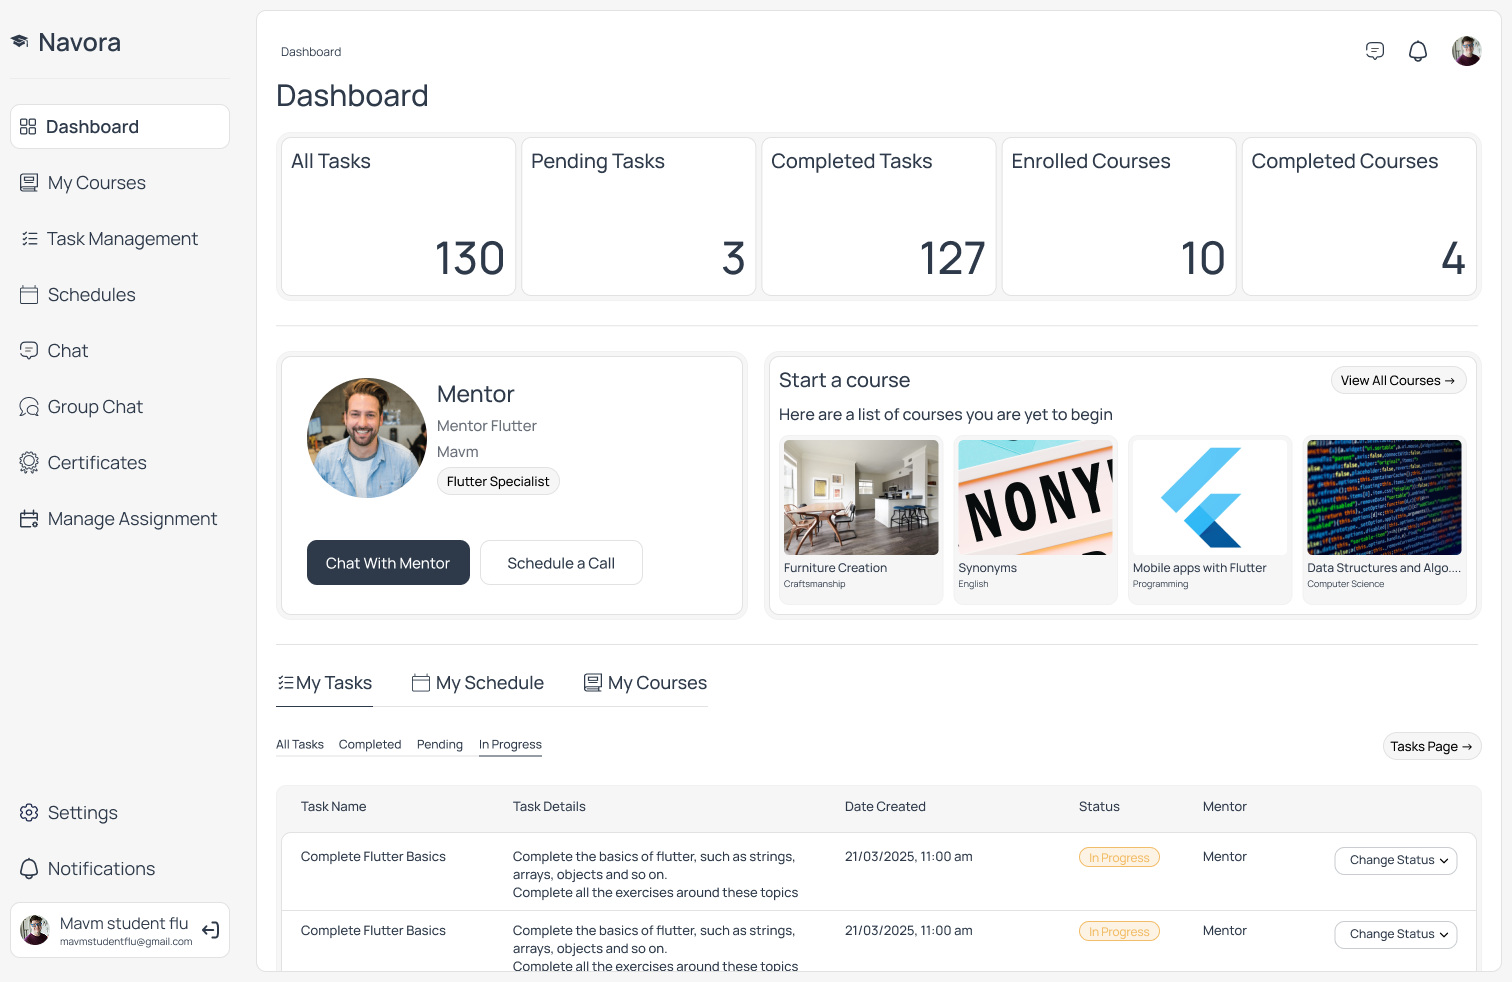 Navora
Dashboard
My Courses
Task Management
Schedules
Chat
Group Chat
Certificates
Manage Assignment
Settings
Notifications
Mavm student flu
mavmstudentflu@gmail.com
Dashboard
Dashboard
All Tasks
130
Pending Tasks
3
Completed Tasks
127
Enrolled Courses
10
Completed Courses
4
Mentor
Mentor Flutter
Mavm
Flutter Specialist
Chat With Mentor
Schedule a Call
Start a course
View All Courses →
Here are a list of courses you are yet to begin
Furniture Creation
Craftsmanship
NONY
Synonyms
English
Mobile apps with Flutter
Programming
Data Structures and Algo....
Computer Science
My Tasks
My Schedule
My Courses
All Tasks
Completed
Pending
In Progress
Tasks Page →
Task Name
Task Details
Date Created
Status
Mentor
Complete Flutter Basics
Complete the basics of flutter, such as strings,
arrays, objects and so on.
Complete all the exercises around these topics
21/03/2025, 11:00 am
In Progress
Mentor
Change Status
Complete Flutter Basics
Complete the basics of flutter, such as strings,
arrays, objects and so on.
Complete all the exercises around these topics
21/03/2025, 11:00 am
In Progress
Mentor
Change Status